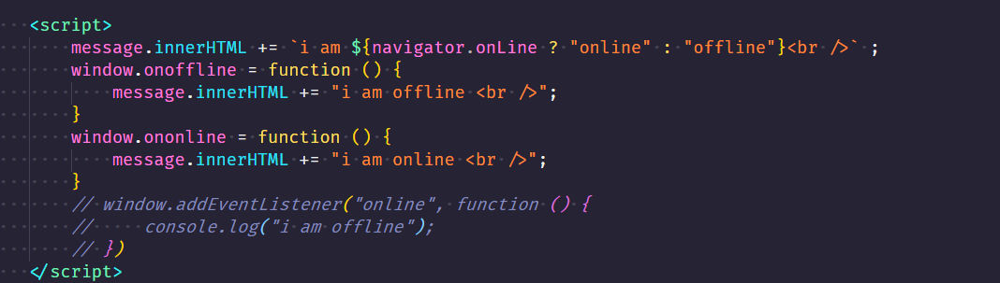 <script>
message.innerHTML += `i am ${navigator.onLine ? "online" : "offline"}<br />` ;
window.onoffline = function () {
message.innerHTML += "i am offline <br />";
}
window.ononline = function () {
message.innerHTML += "i am online <br />";
}
// window.addEventListener("online", function () {
//     console.log("i am offline");
// })
</script>